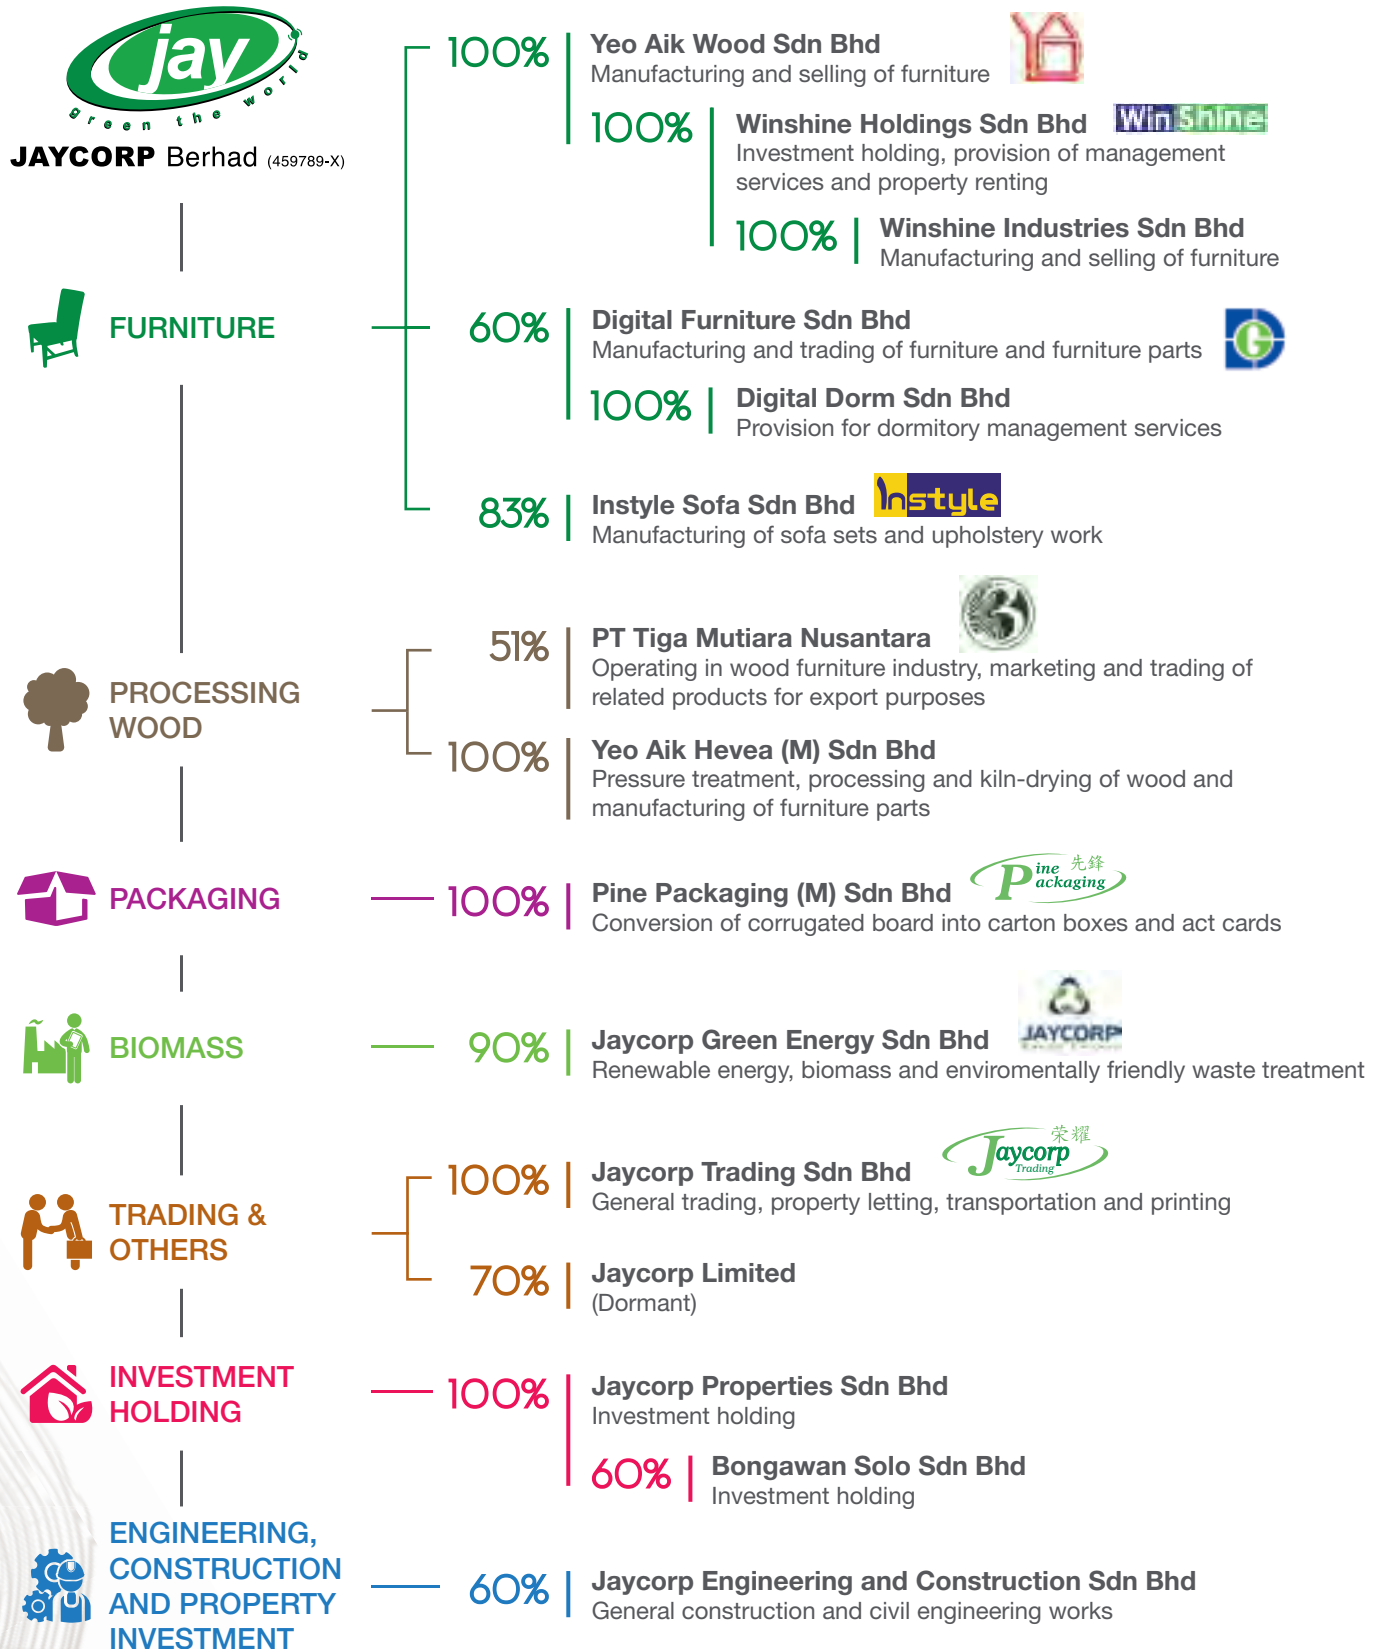 jay
green the world
JAYCORP Berhad (459789-X)
FURNITURE
100%
Yeo Aik Wood Sdn Bhd
Manufacturing and selling of furniture
100%
Winshine Holdings Sdn Bhd
WinShine
Investment holding, provision of management
services and property renting
100%
Winshine Industries Sdn Bhd
Manufacturing and selling of furniture
60%
Digital Furniture Sdn Bhd
Manufacturing and trading of furniture and furniture parts
DG
100%
Digital Dorm Sdn Bhd
Provision for dormitory management services
83%
Instyle Sofa Sdn Bhd
Instyle
Manufacturing of sofa sets and upholstery work
PROCESSING
WOOD
51%
PT Tiga Mutiara Nusantara
Operating in wood furniture industry, marketing and trading of
related products for export purposes
100%
Yeo Aik Hevea (M) Sdn Bhd
Pressure treatment, processing and kiln-drying of wood and
manufacturing of furniture parts
PACKAGING
100%
Pine Packaging (M) Sdn Bhd
Pine 先鋒
Packaging
Conversion of corrugated board into carton boxes and act cards
BIOMASS
90%
Jaycorp Green Energy Sdn Bhd
JAYCORP
Renewable energy, biomass and enviromentally friendly waste treatment
TRADING &
OTHERS
100%
Jaycorp Trading Sdn Bhd
荣耀
Jaycorp
Trading
General trading, property letting, transportation and printing
70%
Jaycorp Limited
(Dormant)
INVESTMENT
HOLDING
100%
Jaycorp Properties Sdn Bhd
Investment holding
60%
Bongawan Solo Sdn Bhd
Investment holding
ENGINEERING,
CONSTRUCTION
AND PROPERTY
INVESTMENT
60%
Jaycorp Engineering and Construction Sdn Bhd
General construction and civil engineering works